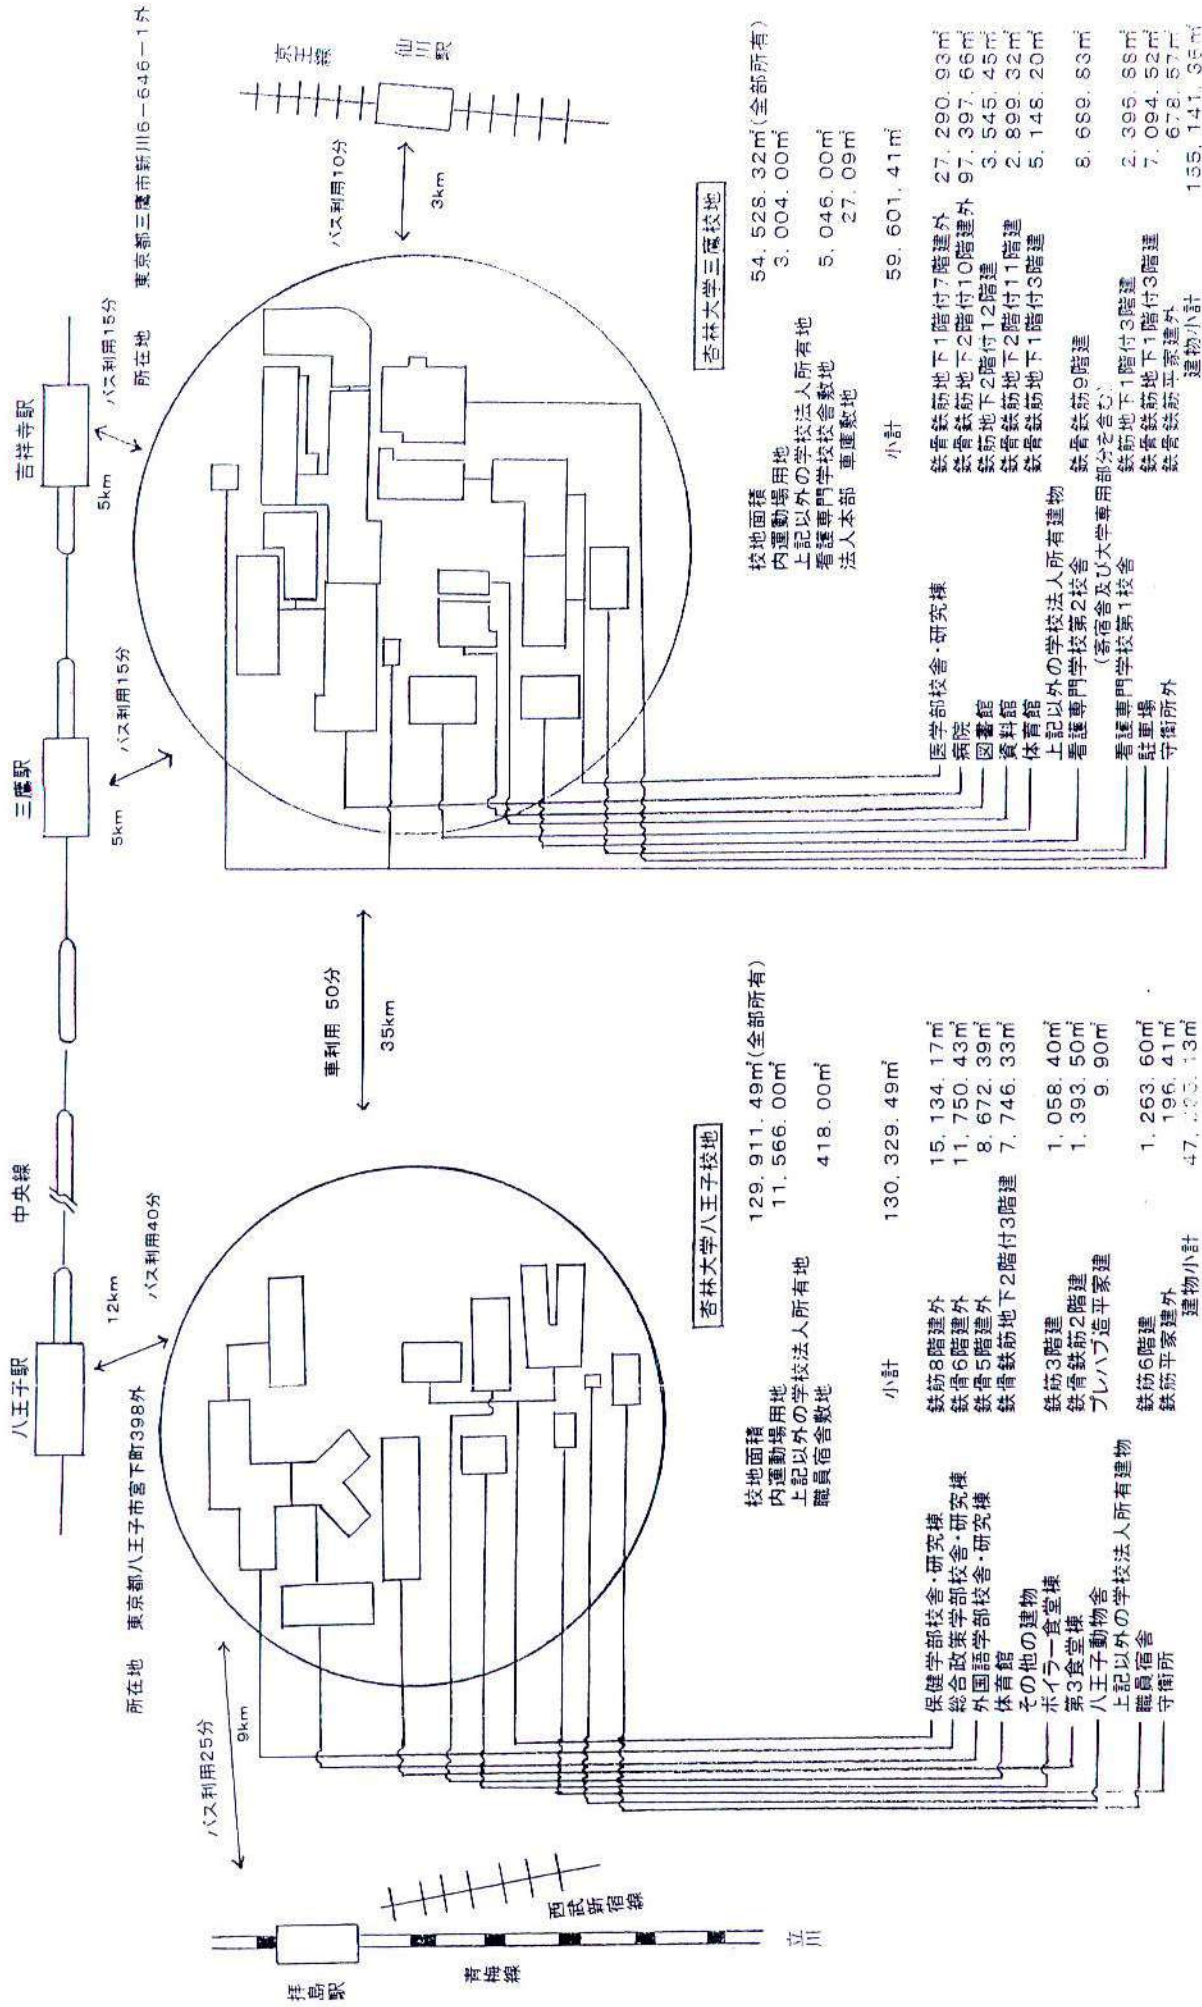 八王子駅
中央線
三鷹駅
吉祥寺駅
12km
バス利用40分
5km
バス利用15分
5km
バス利用15分
所在地 東京都八王子市宮下町398外
所在地 東京都三鷹市新川6-646-1外
バス利用25分
9km
車利用 50分
35km
バス利用10分
3km
京王線
仙川駅
拝島駅
青梅線
西武新宿線
立川
杏林大学八王子校地
校地面積 129.911.49㎡(全部所有)
内運動場用地 11.566.00㎡
上記以外の学校法人所有地
職員宿舎敷地 418.00㎡
小計 130.329.49㎡
保健学部校舎・研究棟 鉄筋8階建外 15.134.17㎡
総合政策学部校舎・研究棟 鉄骨6階建外 11.750.43㎡
外国語学部校舎・研究棟 鉄骨5階建外 8.672.39㎡
体育館 鉄骨鉄筋地下2階付3階建 7.746.33㎡
その他の建物
ボイラー食堂棟 鉄筋3階建 1.058.40㎡
第3食堂棟 鉄骨鉄筋2階建 1.393.50㎡
八王子動物舎 プレハブ造平家建 9.90㎡
上記以外の学校法人所有建物
職員宿舎 鉄筋6階建 1.263.60㎡
守衛所 鉄筋平家建外 196.41㎡
建物小計
杏林大学三鷹校地
校地面積 54.528.32㎡(全部所有)
内運動場用地 3.004.00㎡
上記以外の学校法人所有地
看護専門学校校舎敷地 5.046.00㎡
法人本部 車庫敷地 27.09㎡
小計 59.601.41㎡
医学部校舎・研究棟 鉄骨鉄筋地下1階付7階建外 27.290.93㎡
病院 鉄骨鉄筋地下2階付10階建外 97.397.66㎡
図書館 鉄筋地下2階付12階建 3.545.45㎡
資料館 鉄骨鉄筋地下2階付11階建 2.899.32㎡
体育館 鉄骨鉄筋地下1階付3階建 5.148.20㎡
上記以外の学校法人所有建物
看護専門学校第2校舎 鉄骨鉄筋9階建 8.689.83㎡
(寄宿舎及び大学専用部分を含む)
看護専門学校第1校舎 鉄筋地下1階付3階建 2.395.88㎡
駐車場 鉄骨鉄筋地下1階付3階建 7.094.52㎡
守衛所外 鉄骨鉄筋平家建外 678.57㎡
建物小計